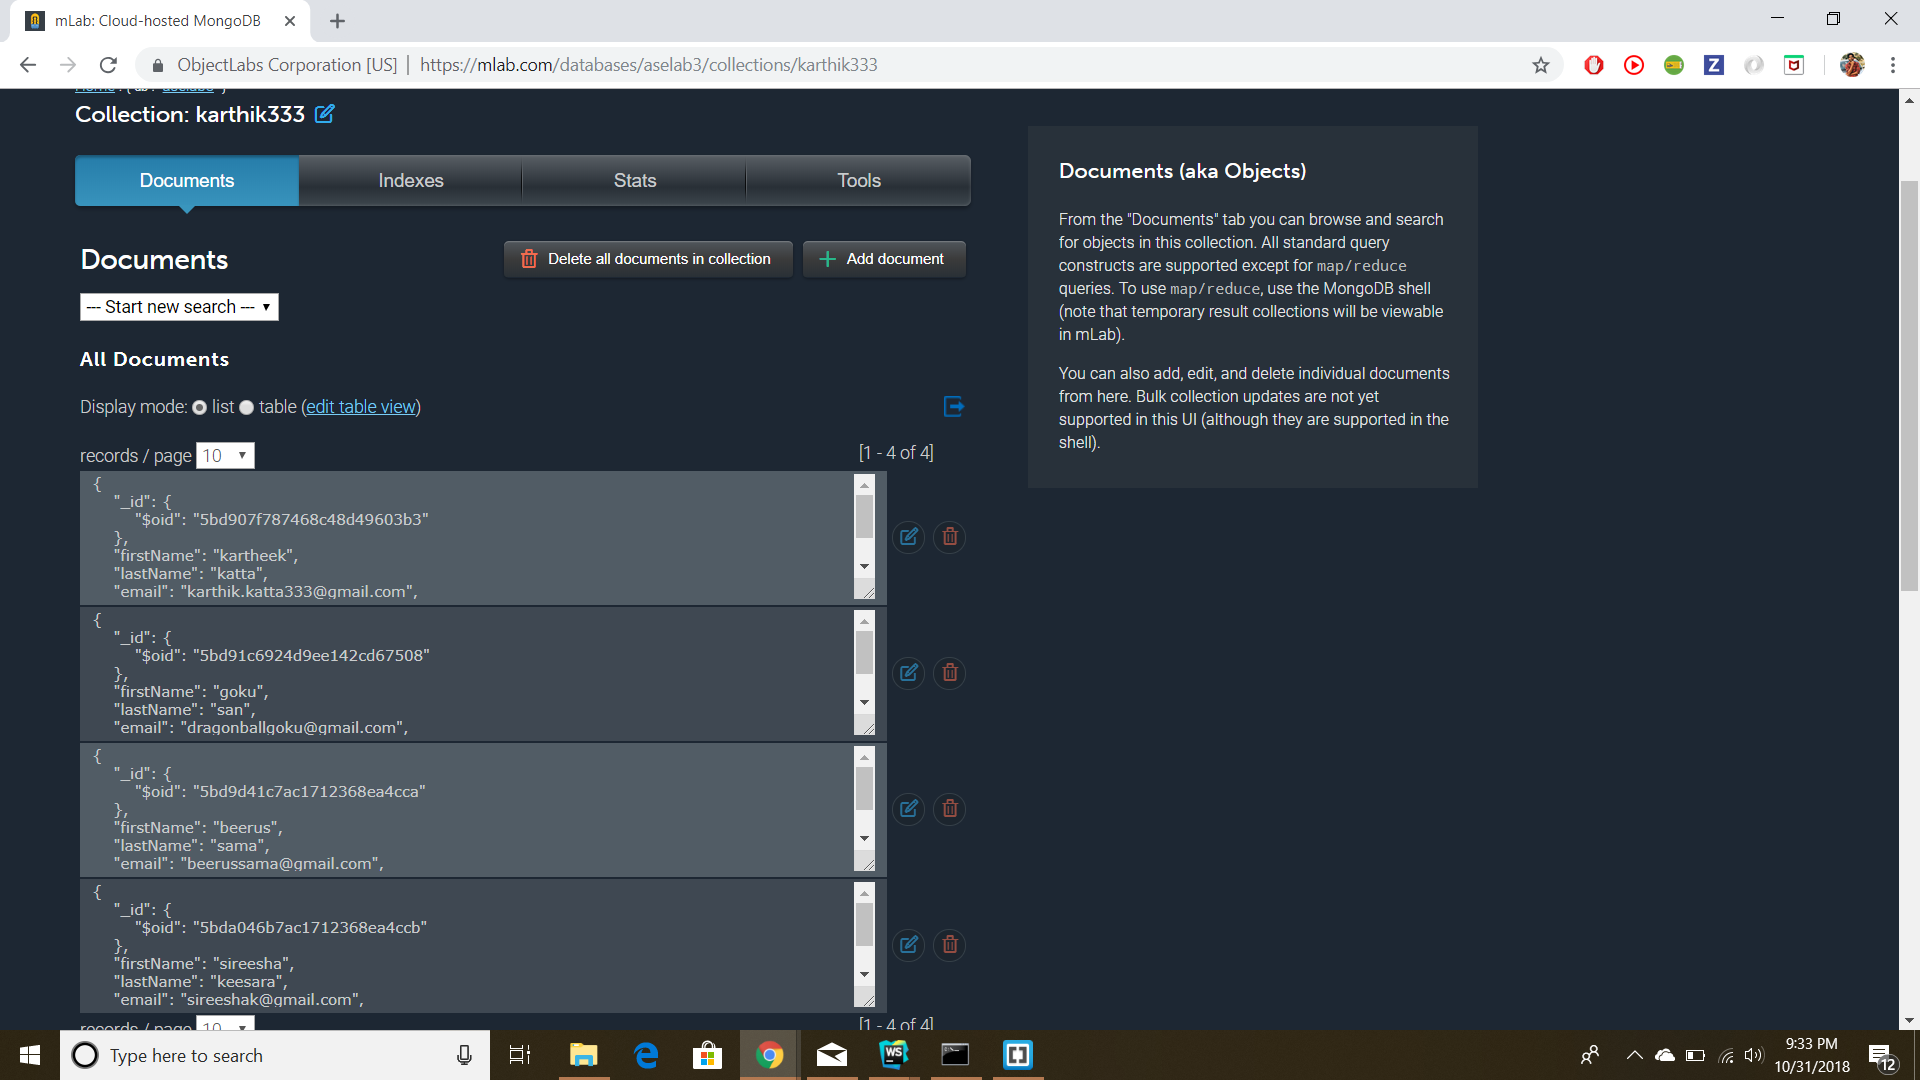 mLab: Cloud-hosted MongoDB
ObjectLabs Corporation [US] | https://mlab.com/databases/aselab3/collections/karthik333
Collection: karthik333
Documents Indexes Stats Tools
Documents
Delete all documents in collection
Add document
--- Start new search ---
All Documents
Display mode: list table (edit table view)
records / page 10
[1 - 4 of 4]
{
"_id": {
"$oid": "5bd907f787468c48d49603b3"
},
"firstName": "kartheek",
"lastName": "katta",
"email": "karthik.katta333@gmail.com",
{
"_id": {
"$oid": "5bd91c6924d9ee142cd67508"
},
"firstName": "goku",
"lastName": "san",
"email": "dragonballgoku@gmail.com",
{
"_id": {
"$oid": "5bd9d41c7ac1712368ea4cca"
},
"firstName": "beerus",
"lastName": "sama",
"email": "beerussama@gmail.com",
{
"_id": {
"$oid": "5bda046b7ac1712368ea4ccb"
},
"firstName": "sireesha",
"lastName": "keesara",
"email": "sireeshak@gmail.com",
records / page 10
[1 - 4 of 4]
Documents (aka Objects)
From the "Documents" tab you can browse and search
for objects in this collection. All standard query
constructs are supported except for map/reduce
queries. To use map/reduce, use the MongoDB shell
(note that temporary result collections will be viewable
in mLab).
You can also add, edit, and delete individual documents
from here. Bulk collection updates are not yet
supported in this UI (although they are supported in the
shell).
Type here to search
WS
9:33 PM
10/31/2018
12